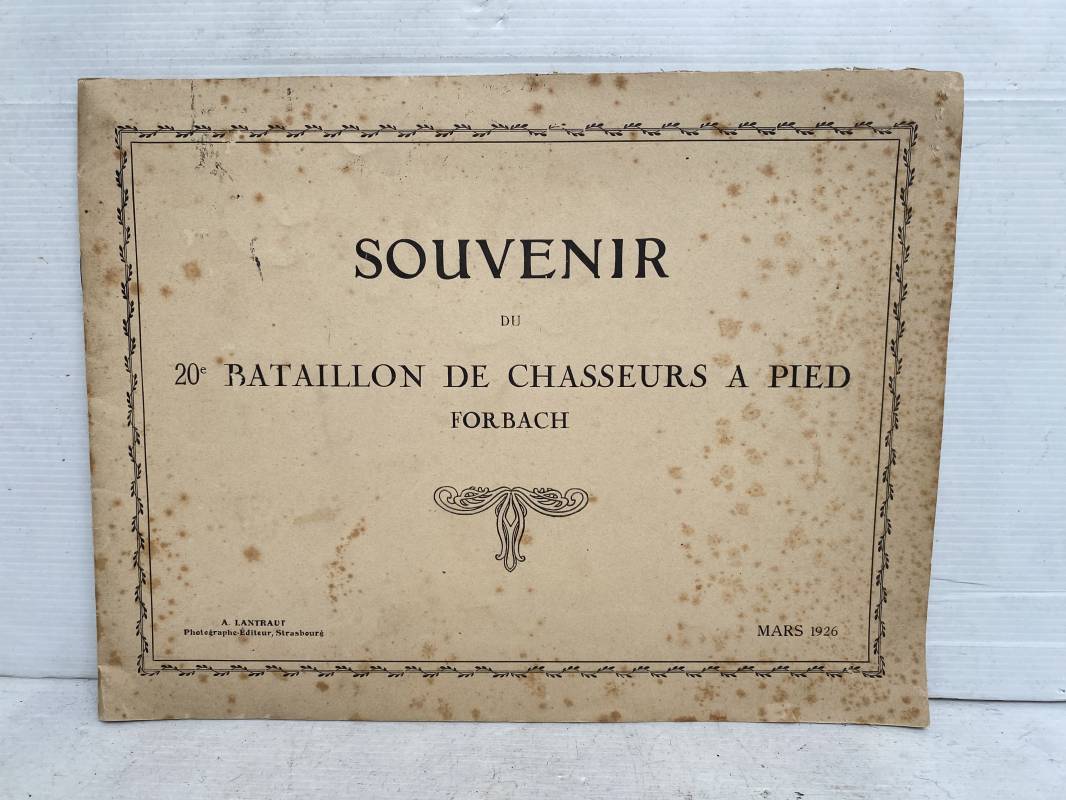 SOUVENIR
DU
20e BATAILLON DE CHASSEURS A PIED
FORBACH
A. LANTRAUT
Photographe-Éditeur, Strasbourg
MARS 1926